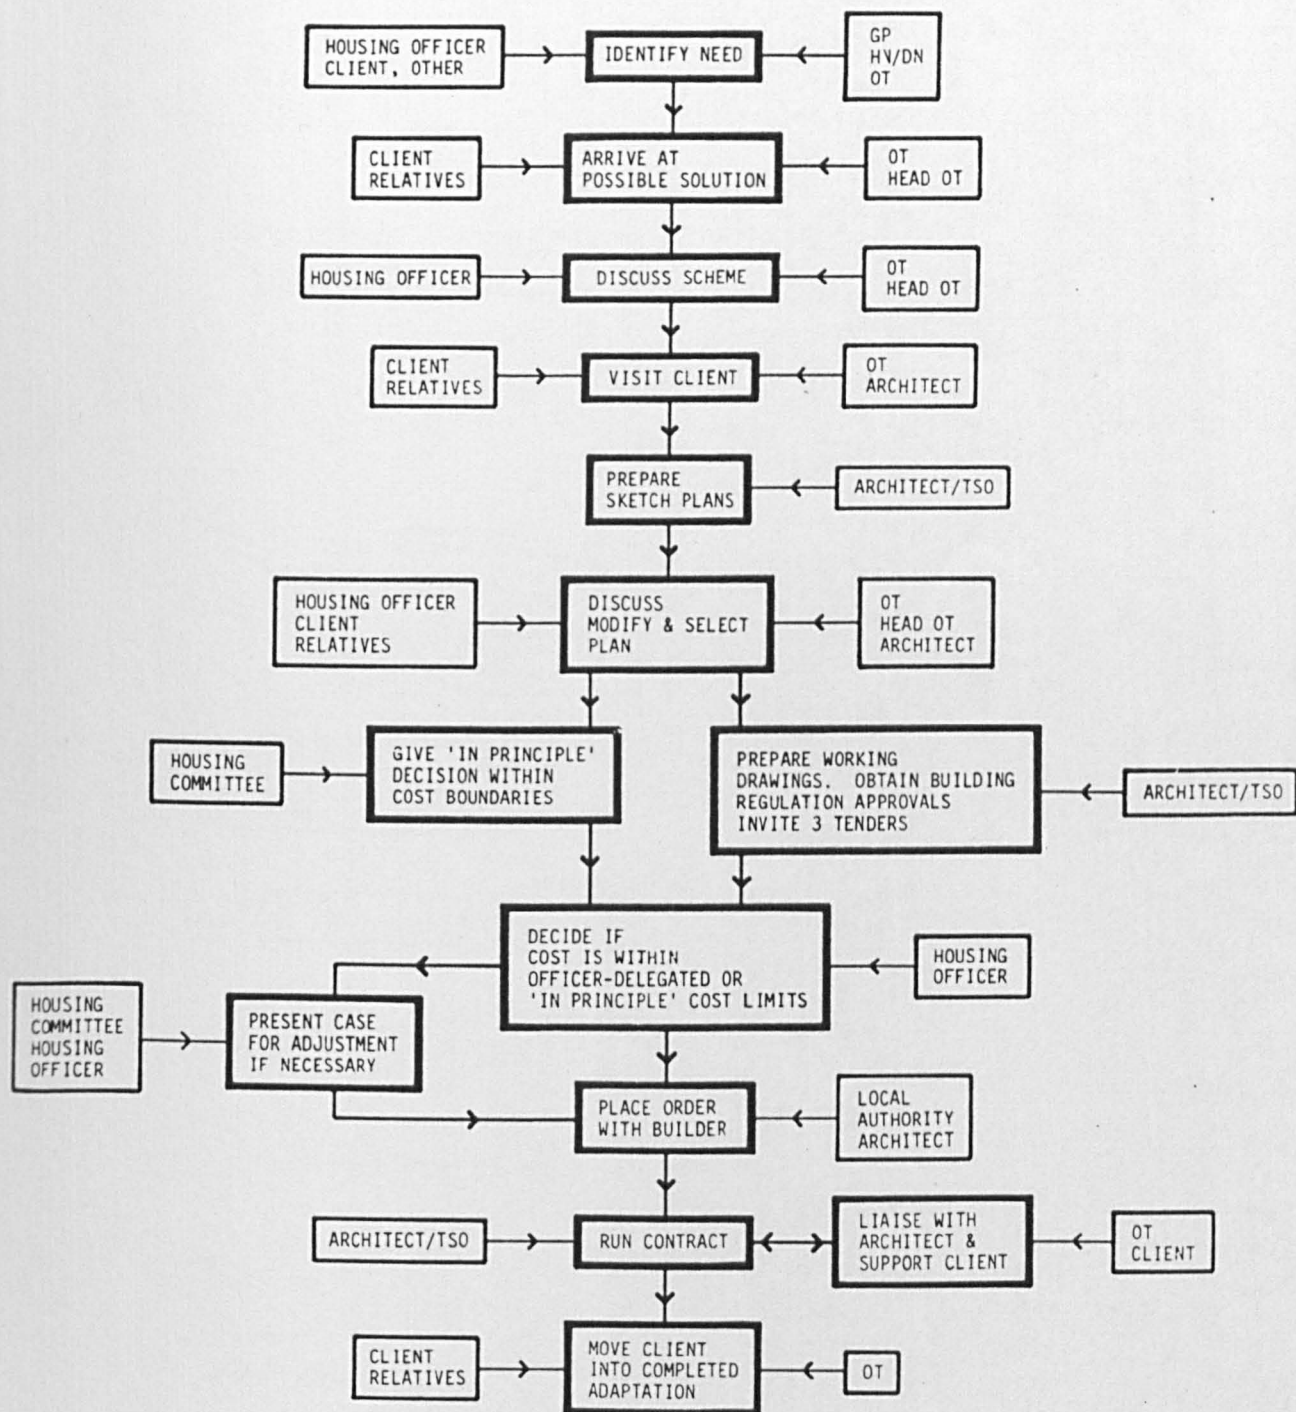 HOUSING OFFICER
CLIENT, OTHER
IDENTIFY NEED
GP
HV/DN
OT
CLIENT
RELATIVES
ARRIVE AT
POSSIBLE SOLUTION
OT
HEAD OT
HOUSING OFFICER
DISCUSS SCHEME
OT
HEAD OT
CLIENT
RELATIVES
VISIT CLIENT
OT
ARCHITECT
PREPARE
SKETCH PLANS
ARCHITECT/TSO
HOUSING OFFICER
CLIENT
RELATIVES
DISCUSS
MODIFY & SELECT
PLAN
OT
HEAD OT
ARCHITECT
HOUSING
COMMITTEE
GIVE 'IN PRINCIPLE'
DECISION WITHIN
COST BOUNDARIES
PREPARE WORKING
DRAWINGS. OBTAIN BUILDING
REGULATION APPROVALS
INVITE 3 TENDERS
ARCHITECT/TSO
DECIDE IF
COST IS WITHIN
OFFICER-DELEGATED OR
'IN PRINCIPLE' COST LIMITS
HOUSING
OFFICER
HOUSING
COMMITTEE
HOUSING
OFFICER
PRESENT CASE
FOR ADJUSTMENT
IF NECESSARY
PLACE ORDER
WITH BUILDER
LOCAL
AUTHORITY
ARCHITECT
ARCHITECT/TSO
RUN CONTRACT
LIAISE WITH
ARCHITECT &
SUPPORT CLIENT
OT
CLIENT
CLIENT
RELATIVES
MOVE CLIENT
INTO COMPLETED
ADAPTATION
OT